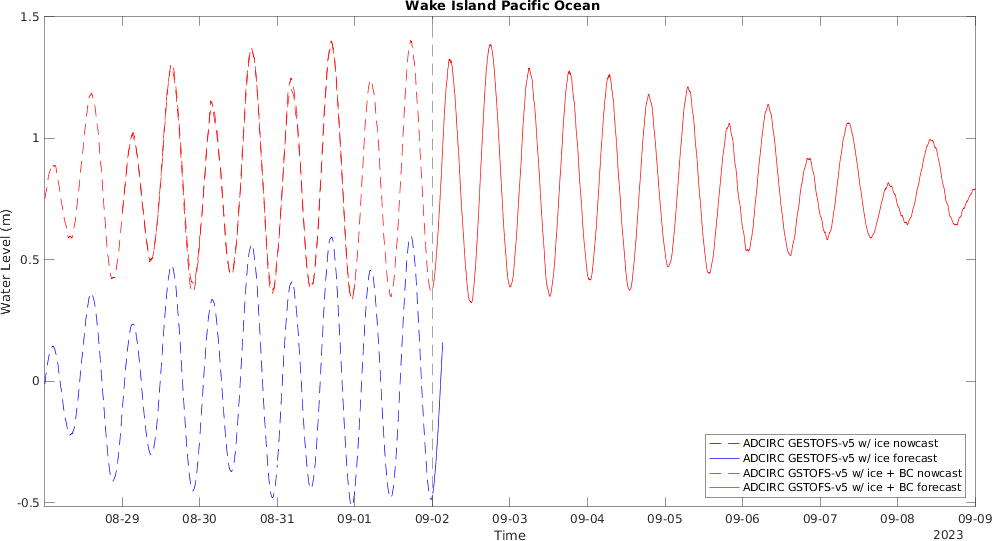 Wake Island Pacific Ocean
1.5
1
0.5
0
-0.5
Water Level (m)
ADCIRC GESTOFS-v5 w/ ice nowcast
ADCIRC GESTOFS-v5 w/ ice forecast
ADCIRC GSTOFS-v5 w/ ice + BC nowcast
ADCIRC GSTOFS-v5 w/ ice + BC forecast
08-29 08-30 08-31 09-01 09-02 09-03 09-04 09-05 09-06 09-07 09-08 09-09
Time
2023